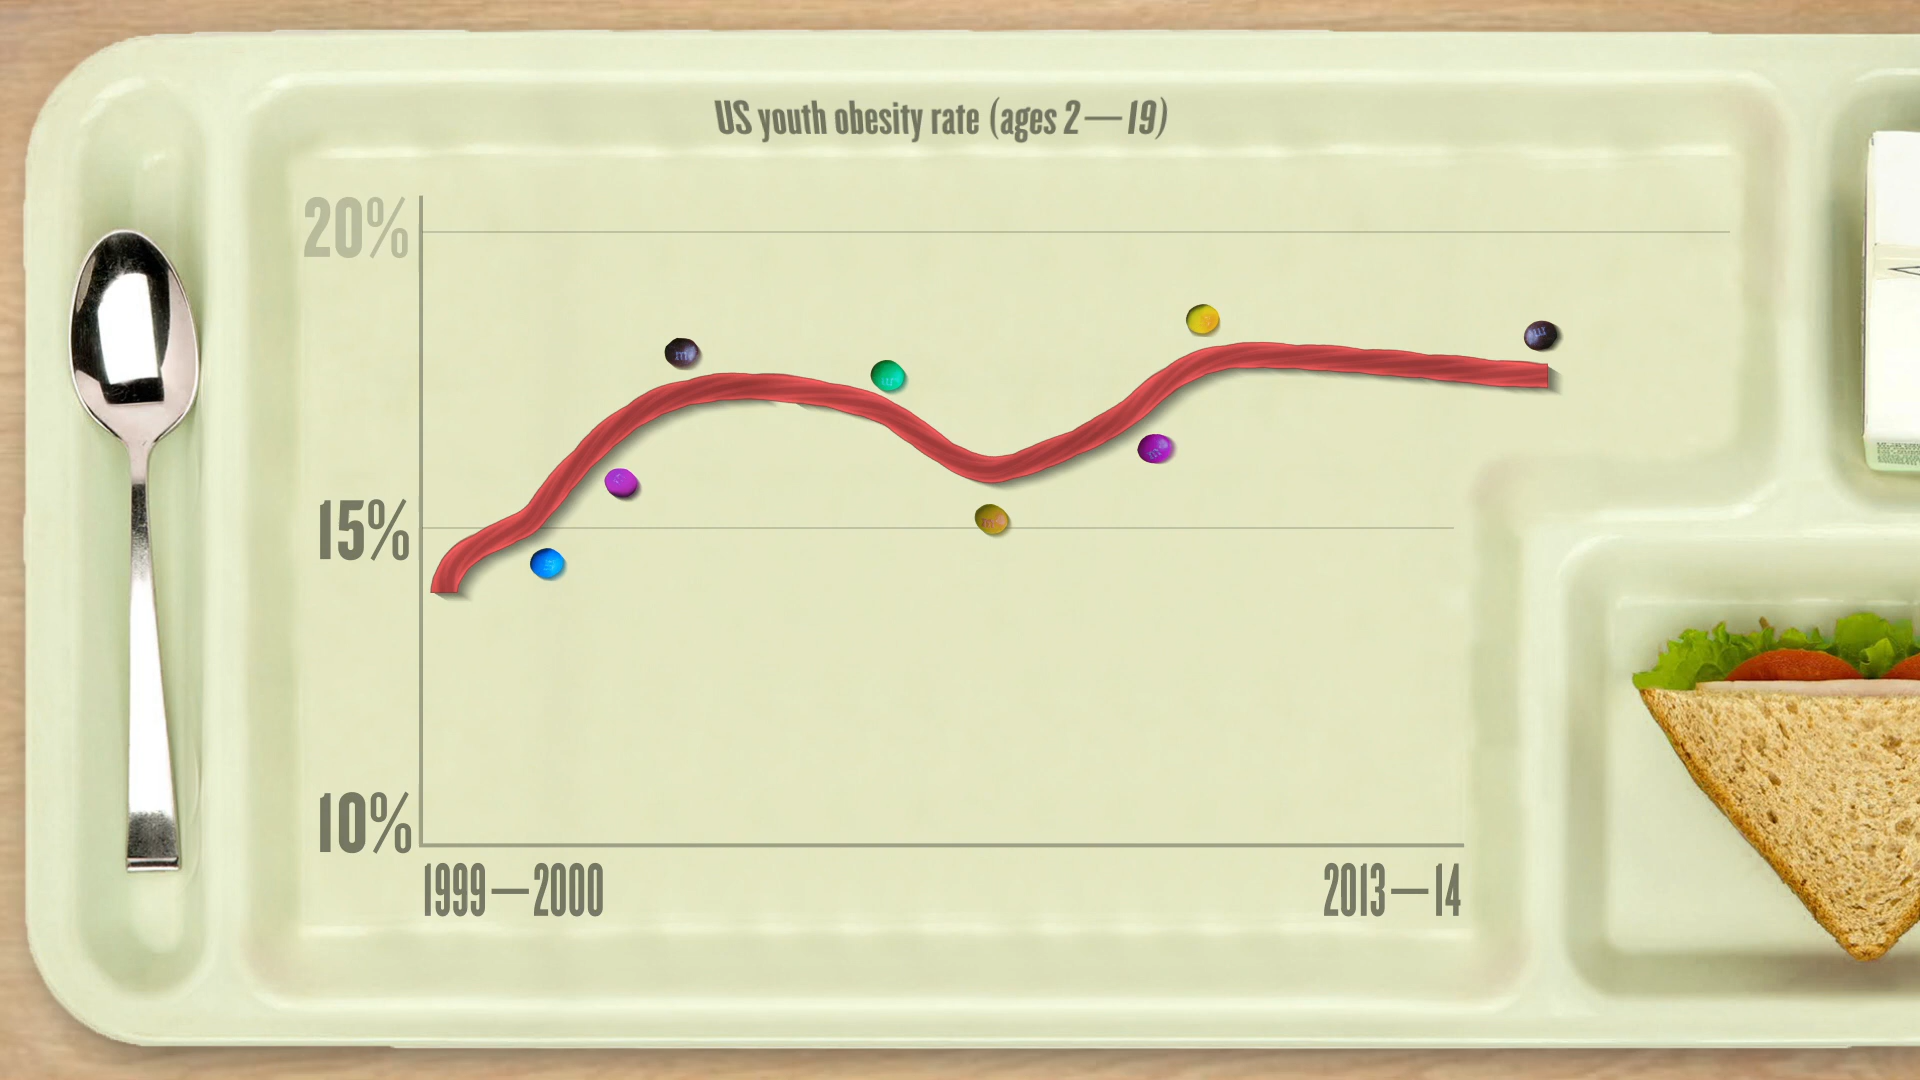 US youth obesity rate (ages 2—19)
20%
15%
10%
1999—2000
2013—14
m
m